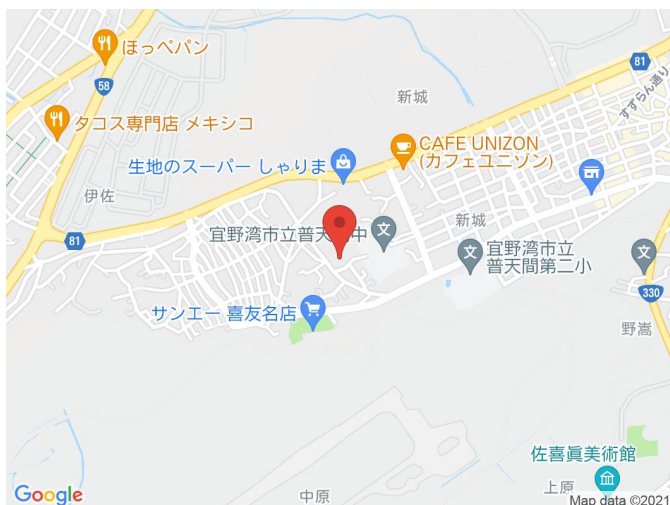 ほっぺパン
58
タコス専門店 メキシコ
伊佐
新城
81
すずらん通り
CAFE UNIZON
(カフェユニゾン)
生地のスーパー しゃりま
新城
宜野湾市立普天
中
宜野湾市立
普天間第二小
81
サンエー 喜友名店
330
野嵩
佐喜眞美術館
上原
中原
Google
Map data ©2021